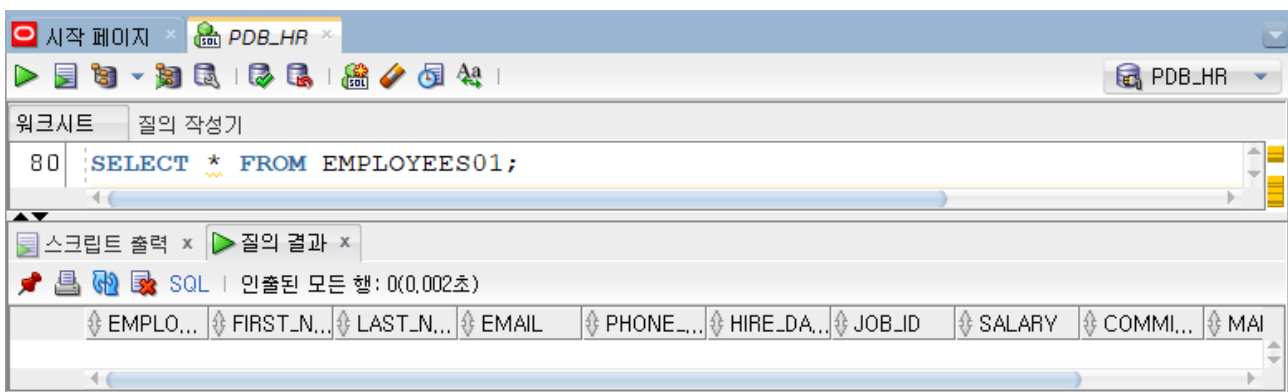 시작 페이지 PDB_HR
PDB_HR
워크시트 질의 작성기
80 SELECT * FROM EMPLOYEES01;
스크립트 출력 x 질의 결과 x
SQL | 인출된 모든 행: 0(0,002초)
EMPLO... FIRST_N... LAST_N... EMAIL PHONE_... HIRE_DA... JOB_ID SALARY COMMI... MAI